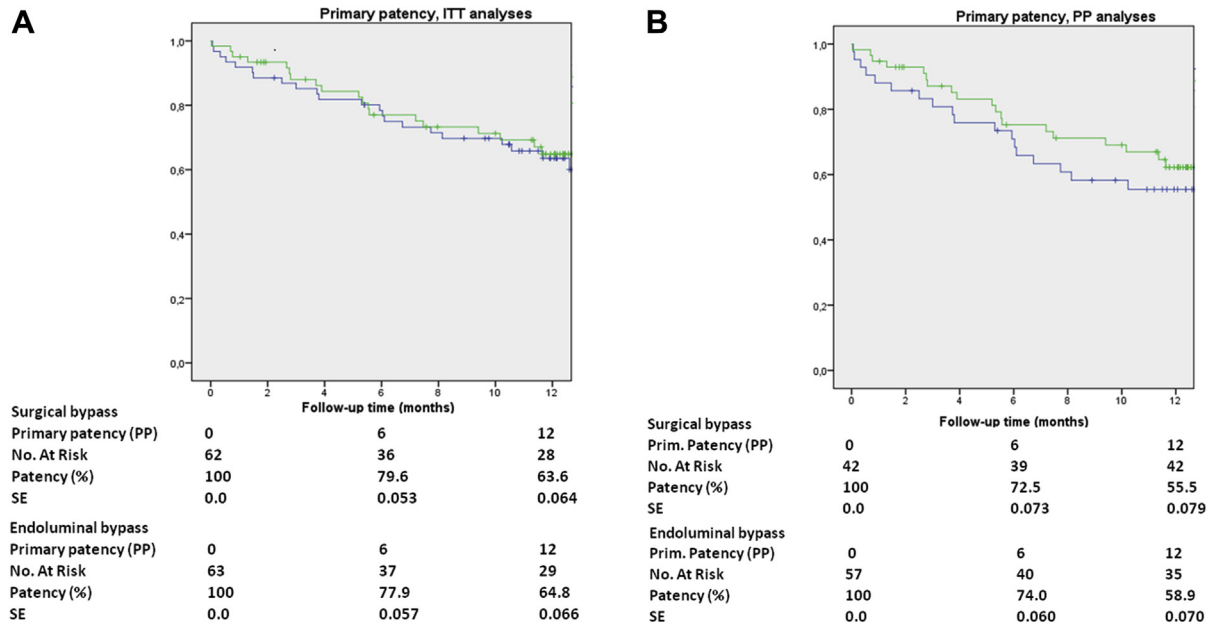 A
Primary patency, ITT analyses
1,0
0,8
0,6
0,4
0,2
0,0
0 2 4 6 8 10 12
Follow-up time (months)
Surgical bypass
Primary patency (PP) 0 6 12
No. At Risk 62 36 28
Patency (%) 100 79.6 63.6
SE 0.0 0.053 0.064
Endoluminal bypass
Primary patency (PP) 0 6 12
No. At Risk 63 37 29
Patency (%) 100 77.9 64.8
SE 0.0 0.057 0.066
B
Primary patency, PP analyses
1,0
0,8
0,6
0,4
0,2
0,0
0 2 4 6 8 10 12
Follow-up time (months)
Surgical bypass
Prim. Patency (PP) 0 6 12
No. At Risk 42 39 42
Patency (%) 100 72.5 55.5
SE 0.0 0.073 0.079
Endoluminal bypass
Prim. Patency (PP) 0 6 12
No. At Risk 57 40 35
Patency (%) 100 74.0 58.9
SE 0.0 0.060 0.070